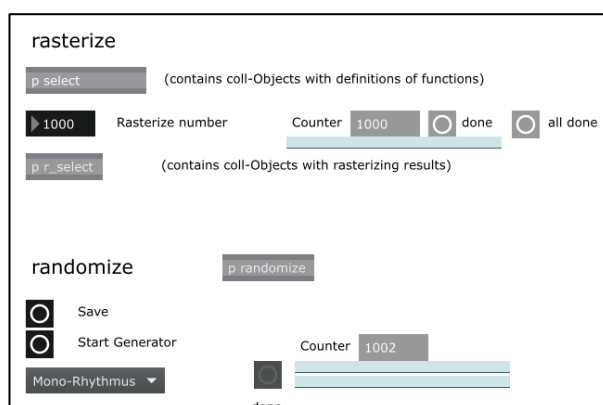 rasterize
p select (contains coll-Objects with definitions of functions)
1000 Rasterize number Counter 1000 done all done
p r_select (contains coll-Objects with rasterizing results)
randomize p randomize
Save
Start Generator
Counter 1002
Mono-Rhythmus
done